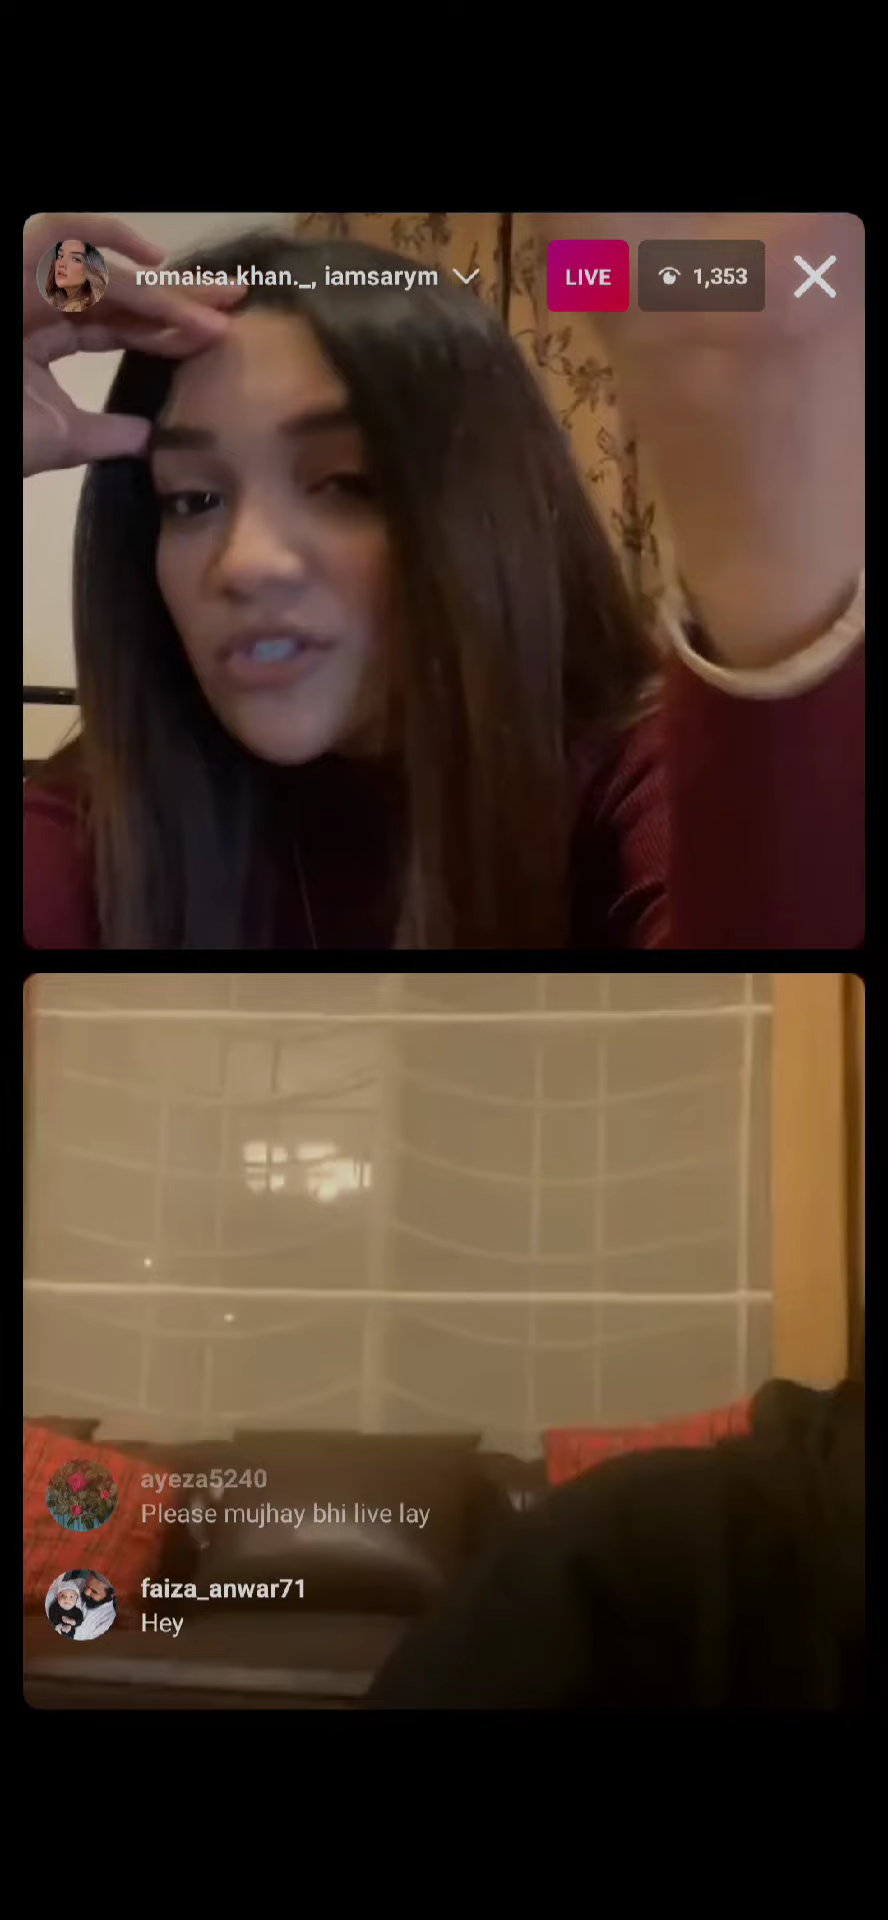 romaisa.khan._, iamsarym
LIVE
1,353
ayeza5240
Please mujhay bhi live lay
faiza_anwar71
Hey